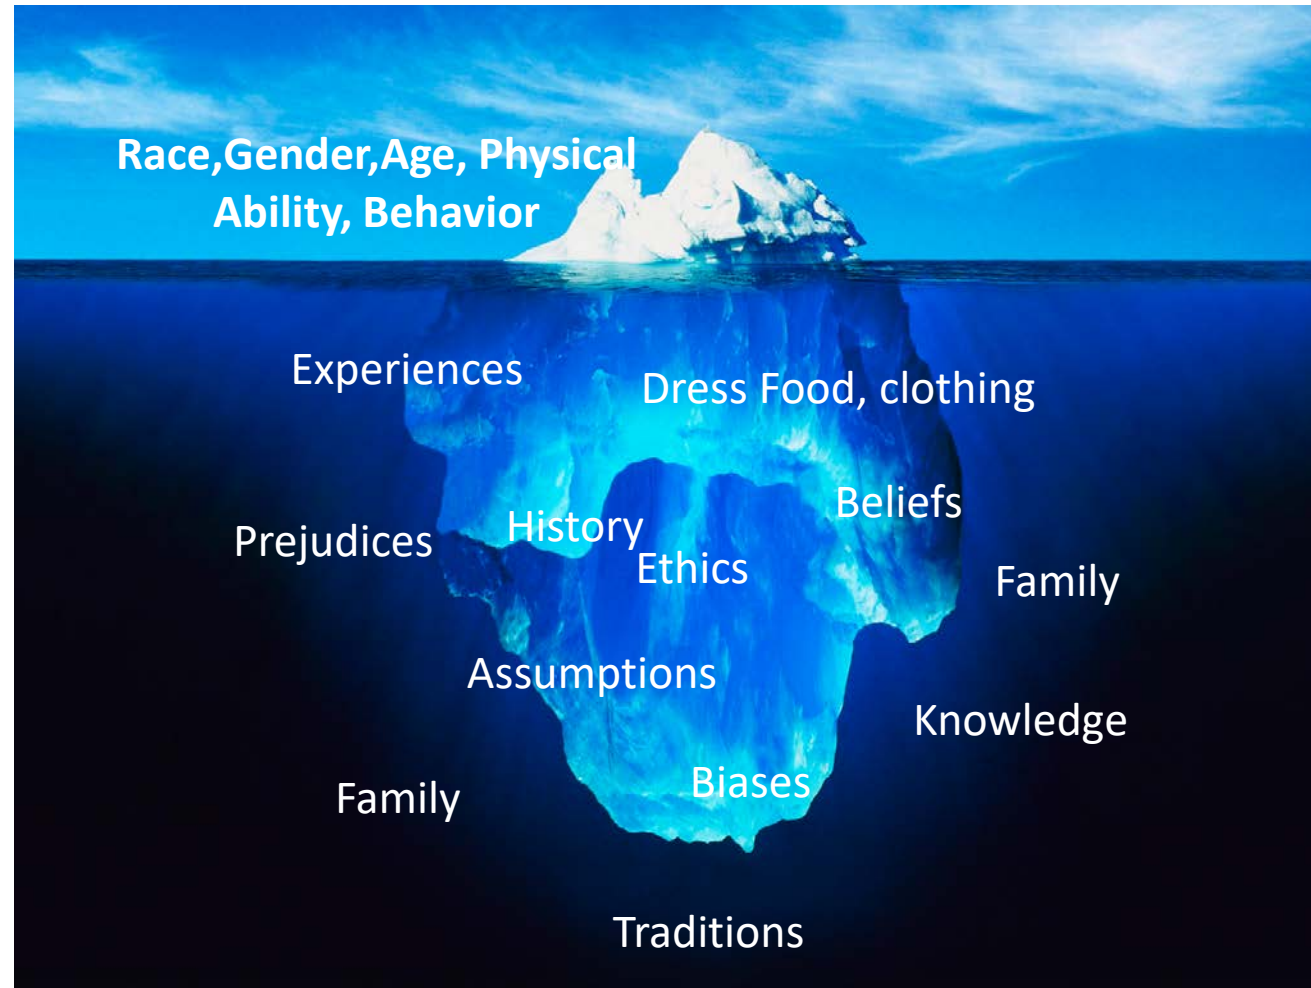 Race,Gender,Age, Physical
Ability, Behavior
Experiences
Dress Food, clothing
Beliefs
History
Prejudices
Ethics
Family
Assumptions
Knowledge
Biases
Family
Traditions